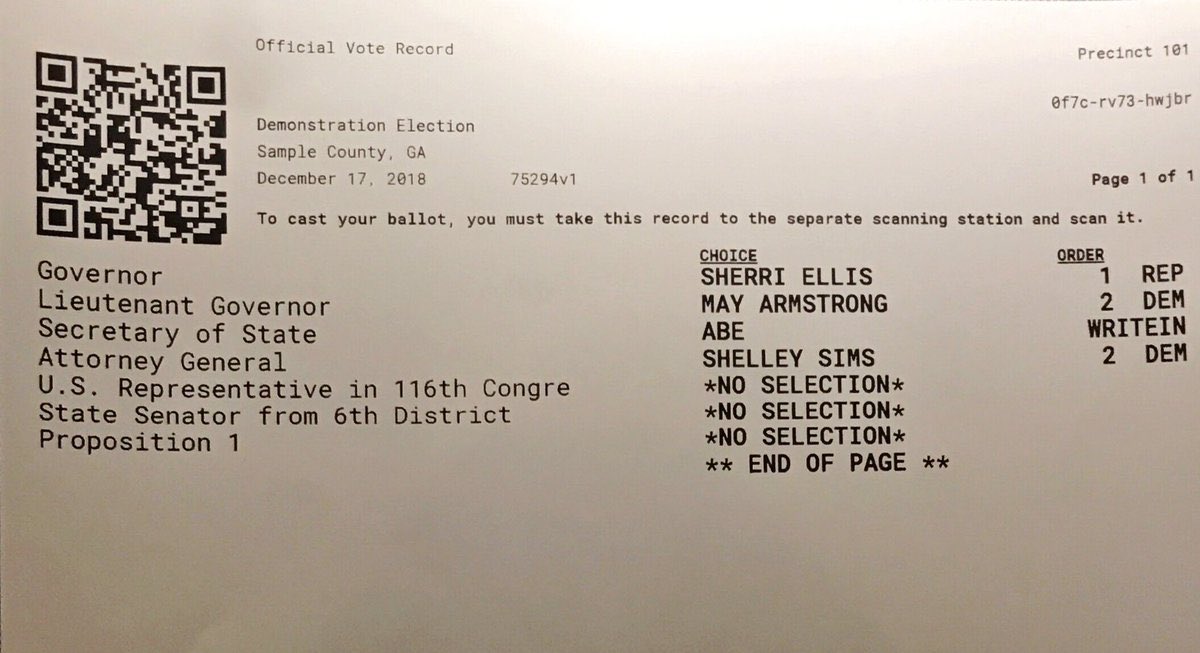 Official Vote Record
Precinct 101
0f7c-rv73-hwjbr
Demonstration Election
Sample County, GA
December 17, 2018 75294v1 Page 1 of 1
To cast your ballot, you must take this record to the separate scanning station and scan it.
CHOICE ORDER
Governor SHERRI ELLIS 1 REP
Lieutenant Governor MAY ARMSTRONG 2 DEM
Secretary of State ABE WRITEIN
Attorney General SHELLEY SIMS 2 DEM
U.S. Representative in 116th Congre *NO SELECTION*
State Senator from 6th District *NO SELECTION*
Proposition 1 *NO SELECTION*
** END OF PAGE **